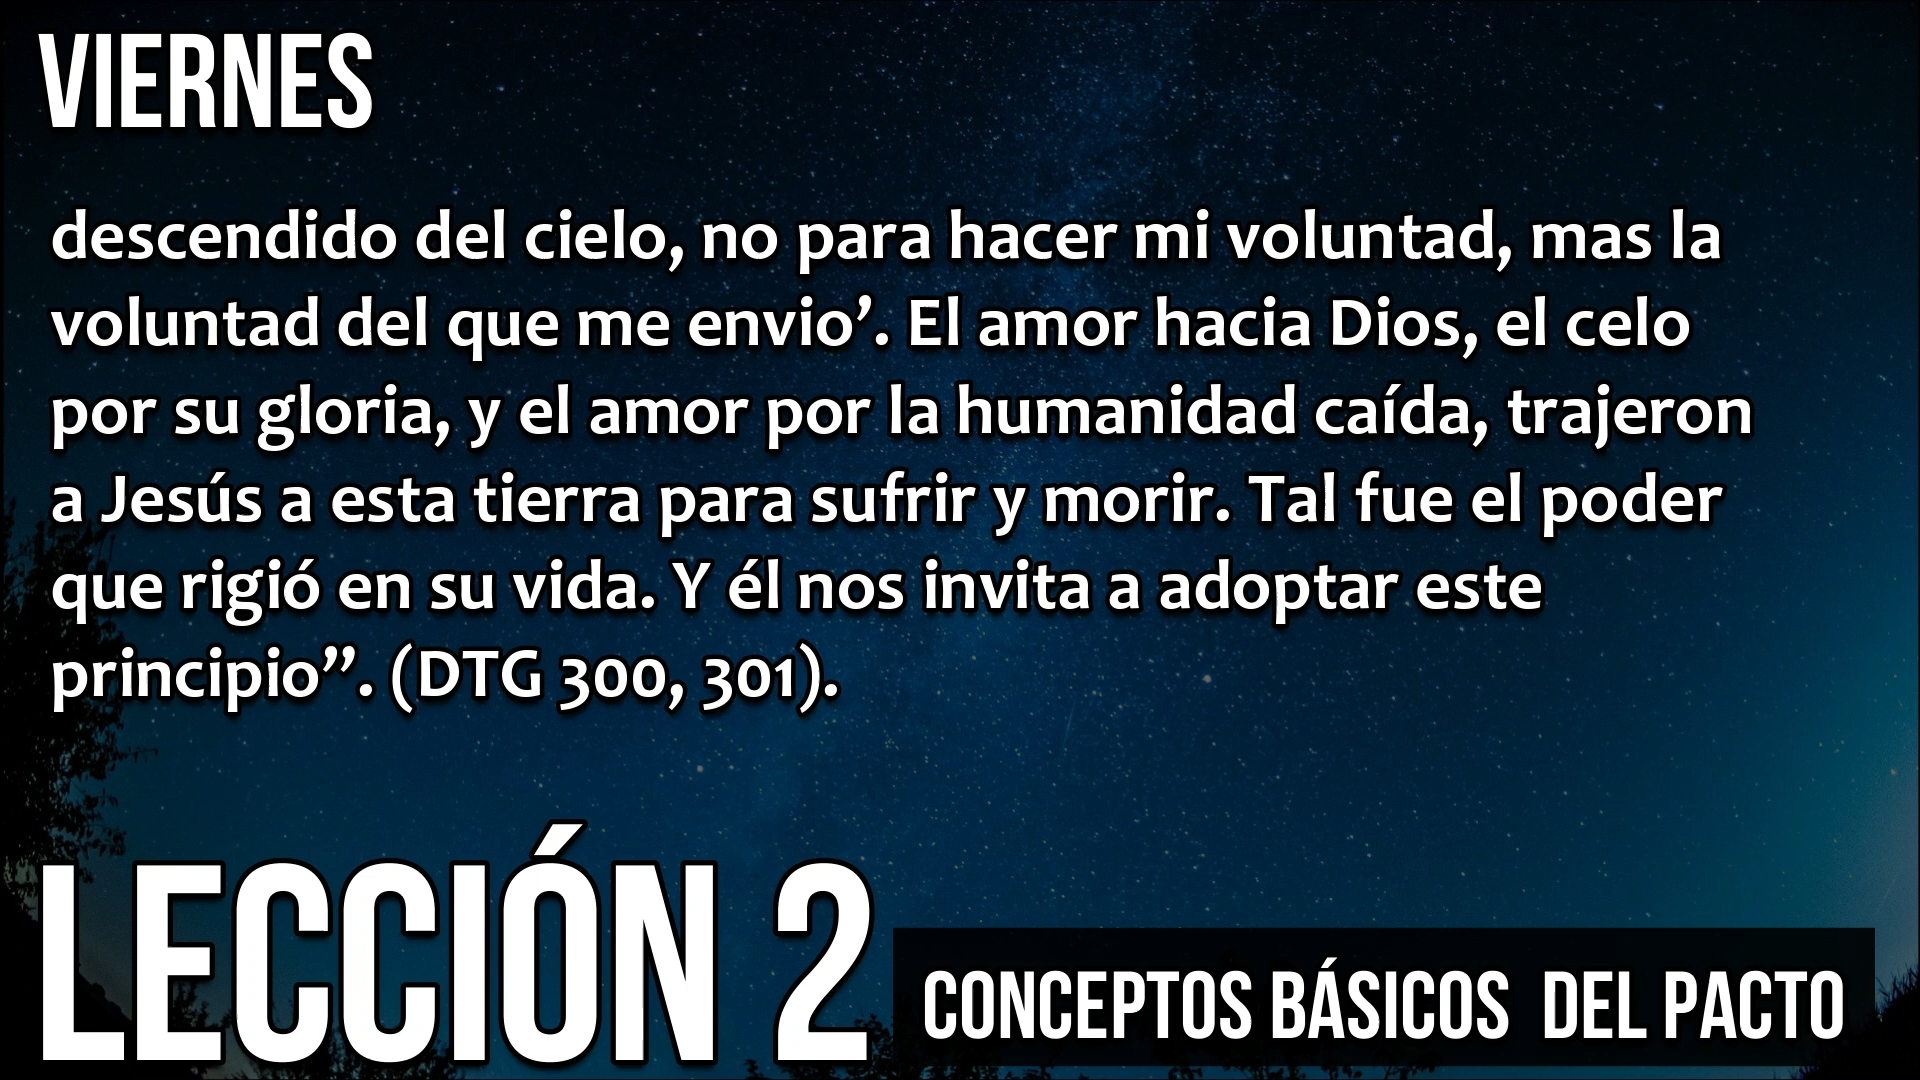 VIERNES
descendido del cielo, no para hacer mi voluntad, mas la
voluntad del que me envio’. El amor hacia Dios, el celo
por su gloria, y el amor por la humanidad caída, trajeron
a Jesús a esta tierra para sufrir y morir. Tal fue el poder
que rigió en su vida. Y él nos invita a adoptar este
principio”. (DTG 300, 301).
LECCIÓN 2
CONCEPTOS BÁSICOS  DEL PACTO